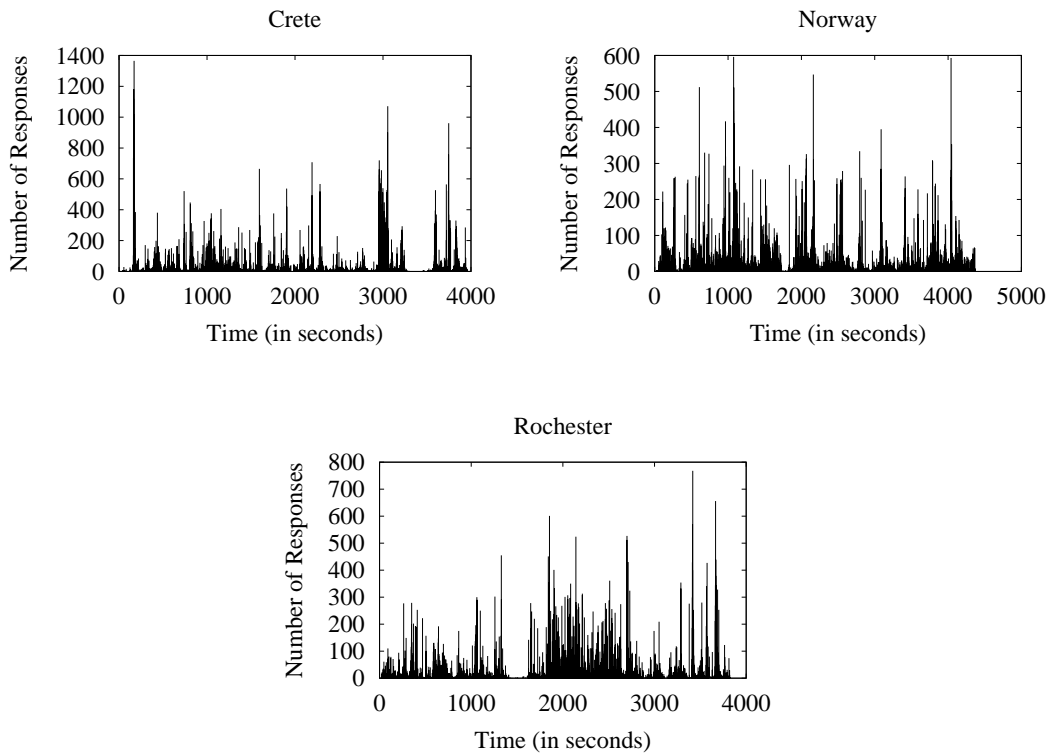 Crete
Number of Responses
1400
1200
1000
800
600
400
200
0
0 1000 2000 3000 4000
Time (in seconds)
Norway
Number of Responses
600
500
400
300
200
100
0
0 1000 2000 3000 4000 5000
Time (in seconds)
Rochester
Number of Responses
800
700
600
500
400
300
200
100
0
0 1000 2000 3000 4000
Time (in seconds)